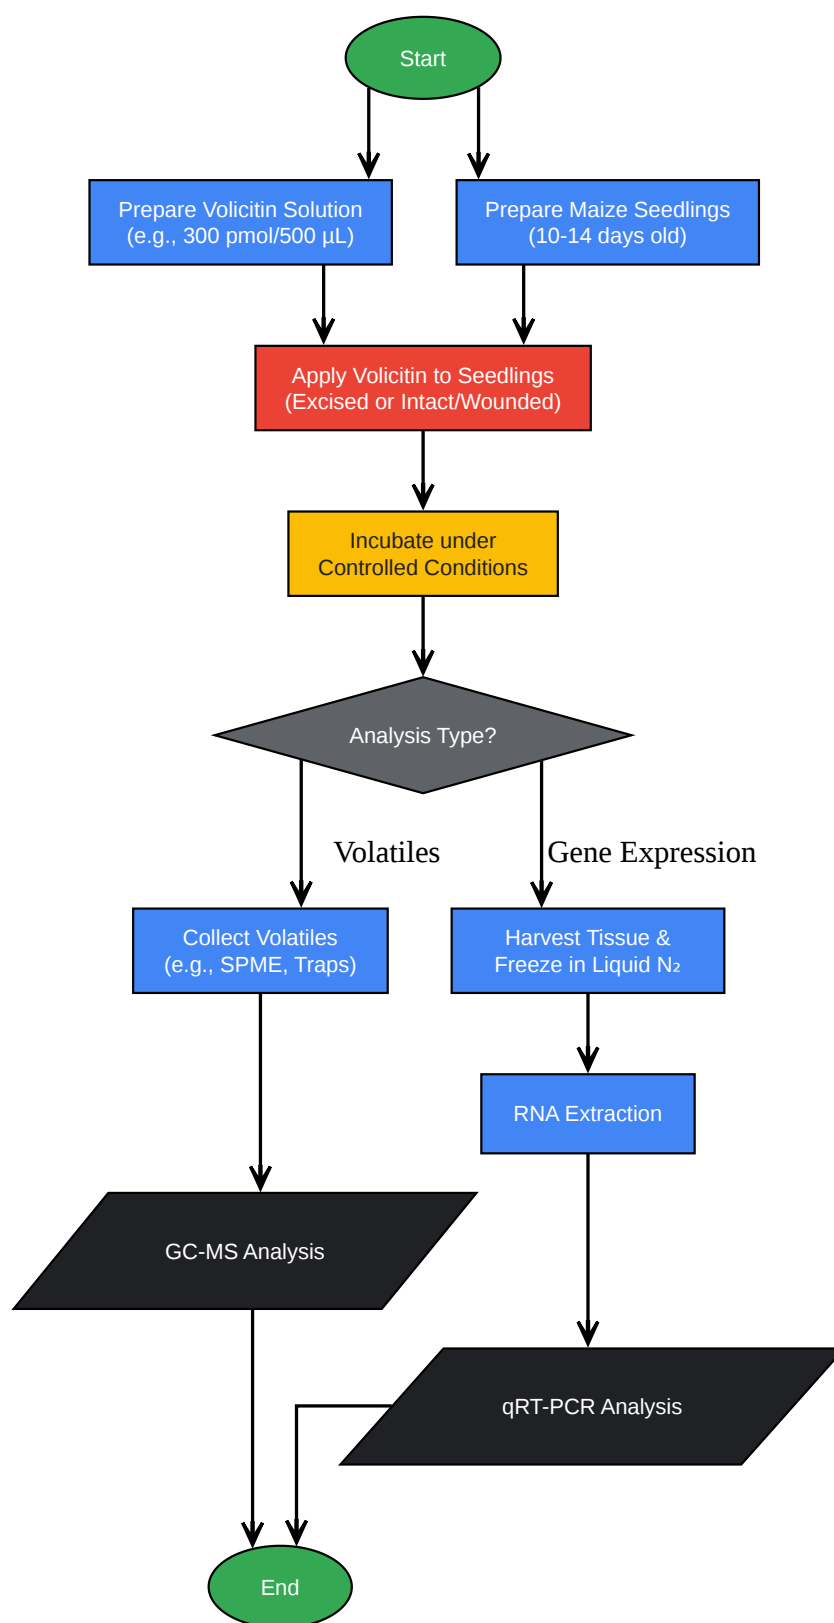 Start
Prepare Volicitin Solution
(e.g., 300 pmol/500 µL)
Prepare Maize Seedlings
(10-14 days old)
Apply Volicitin to Seedlings
(Excised or Intact/Wounded)
Incubate under
Controlled Conditions
Analysis Type?
Volatiles
Gene Expression
Collect Volatiles
(e.g., SPME, Traps)
Harvest Tissue &
Freeze in Liquid N₂
RNA Extraction
GC-MS Analysis
qRT-PCR Analysis
End